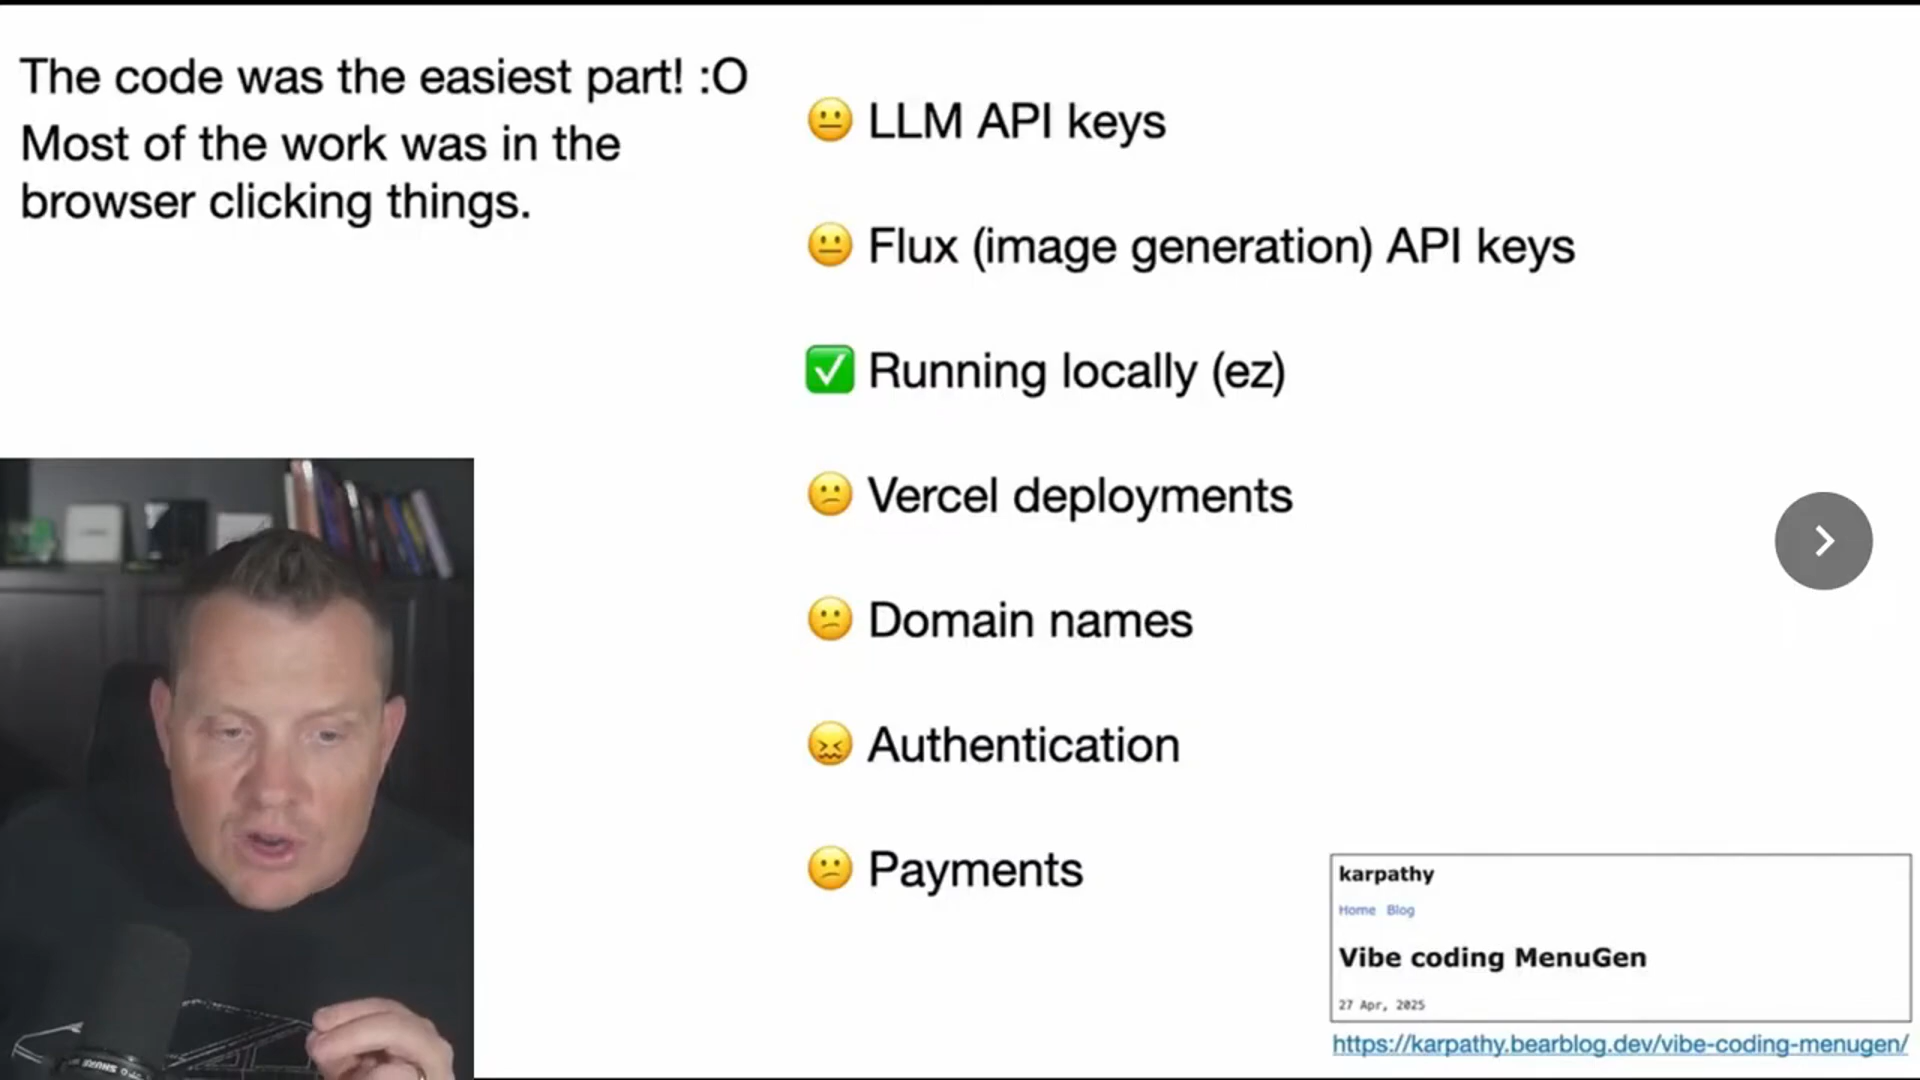 The code was the easiest part! :O
Most of the work was in the
browser clicking things.
😐 LLM API keys
😐 Flux (image generation) API keys
✅ Running locally (ez)
😕 Vercel deployments
😕 Domain names
😖 Authentication
😕 Payments
karpathy
Home Blog
Vibe coding MenuGen
27 Apr, 2025
https://karpathy.bearblog.dev/vibe-coding-menugen/
SHURE